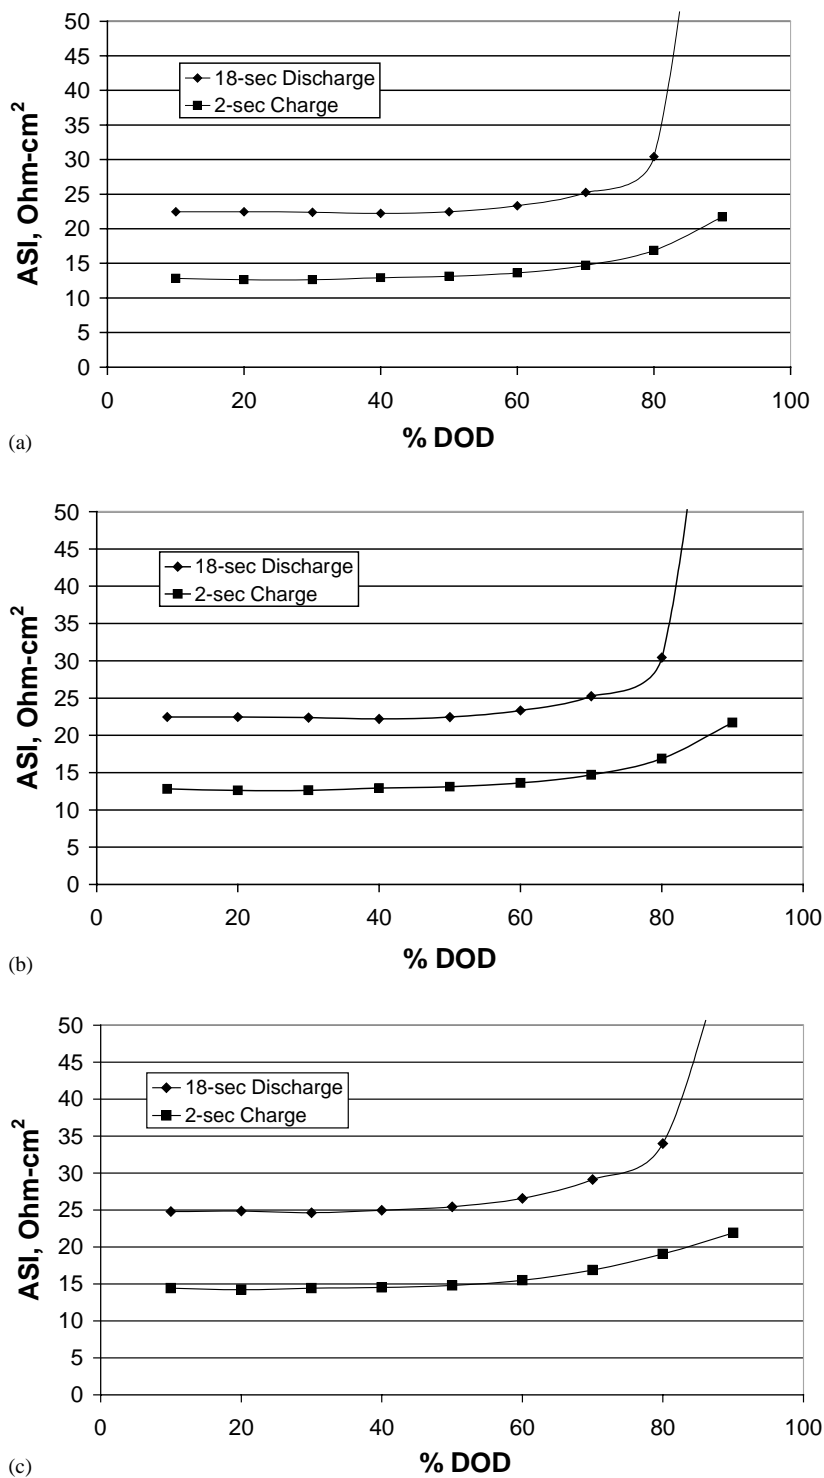 50
45
40
35
30
25
20
15
10
5
0
ASI, Ohm-cm²
18-sec Discharge
2-sec Charge
0 20 40 60 80 100
% DOD
(a)
50
45
40
35
30
25
20
15
10
5
0
ASI, Ohm-cm²
18-sec Discharge
2-sec Charge
0 20 40 60 80 100
% DOD
(b)
50
45
40
35
30
25
20
15
10
5
0
ASI, Ohm-cm²
18-sec Discharge
2-sec Charge
0 20 40 60 80 100
% DOD
(c)